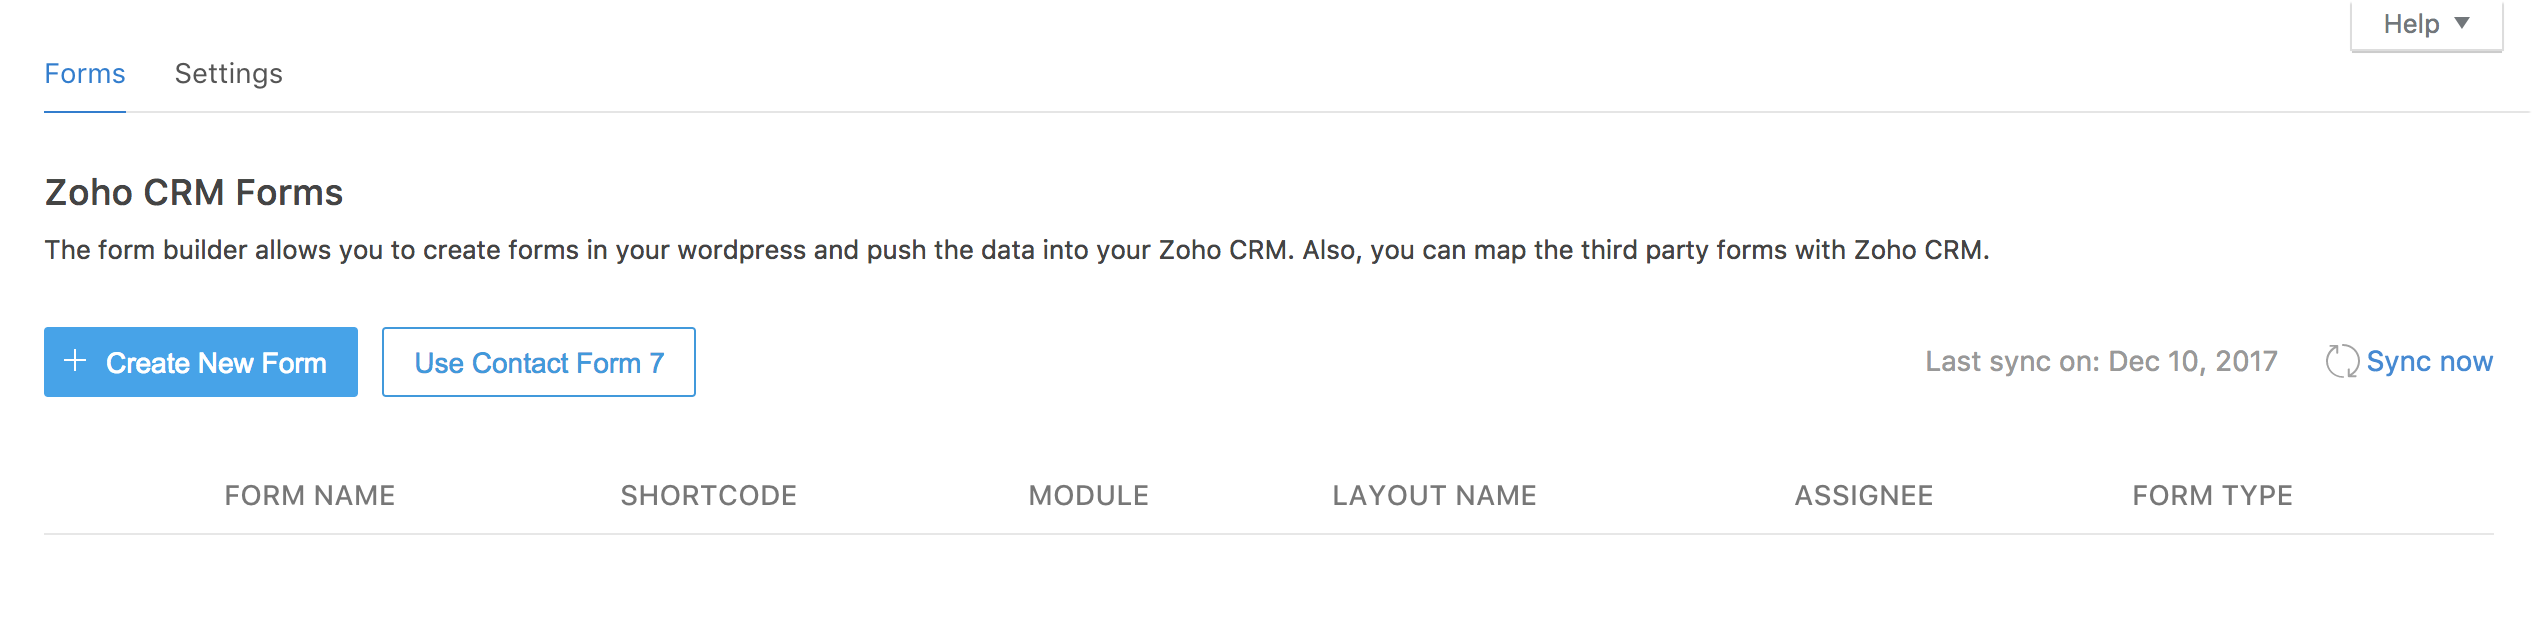 Help
Forms Settings
Zoho CRM Forms
The form builder allows you to create forms in your wordpress and push the data into your Zoho CRM. Also, you can map the third party forms with Zoho CRM.
+ Create New Form Use Contact Form 7 Last sync on: Dec 10, 2017 Sync now
FORM NAME SHORTCODE MODULE LAYOUT NAME ASSIGNEE FORM TYPE